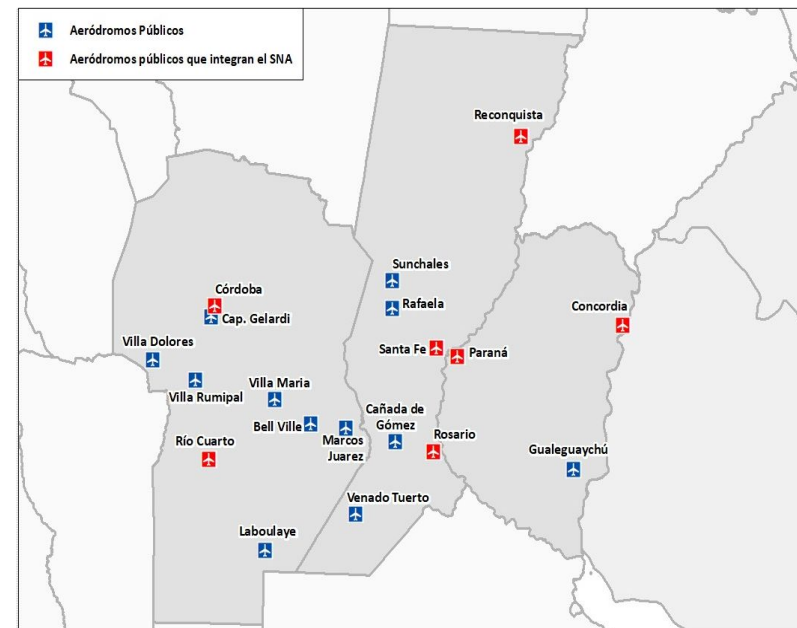 Aeródromos Públicos
Aeródromos públicos que integran el SNA
Reconquista
Sunchales
Córdoba
Rafaela
Concordia
Cap. Gelardi
Villa Dolores
Santa Fe
Paraná
Villa Rumipal
Villa Maria
Cañada de
Gómez
Bell Ville
Marcos
Juarez
Rosario
Río Cuarto
Gualeguaychú
Venado Tuerto
Laboulaye